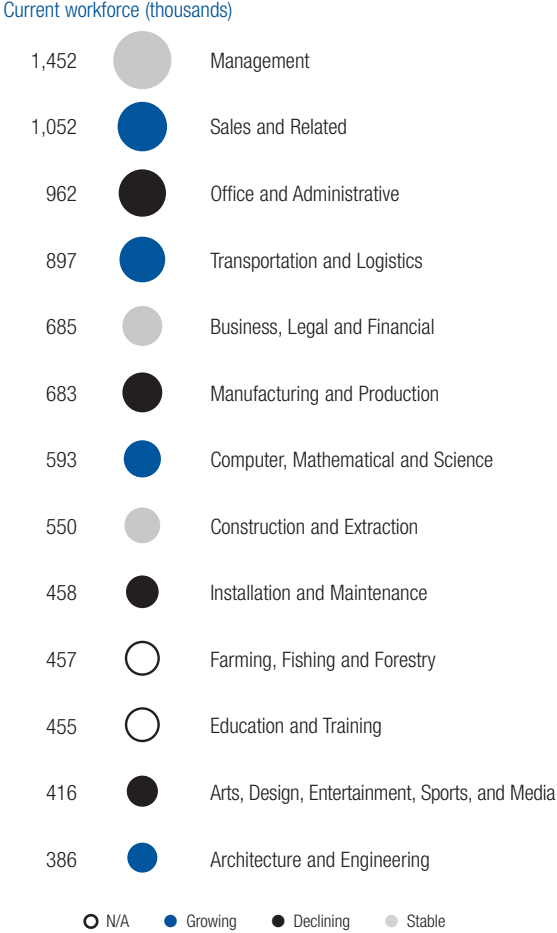 Current workforce (thousands)
1,452 Management
1,052 Sales and Related
962 Office and Administrative
897 Transportation and Logistics
685 Business, Legal and Financial
683 Manufacturing and Production
593 Computer, Mathematical and Science
550 Construction and Extraction
458 Installation and Maintenance
457 Farming, Fishing and Forestry
455 Education and Training
416 Arts, Design, Entertainment, Sports, and Media
386 Architecture and Engineering
N/A Growing Declining Stable